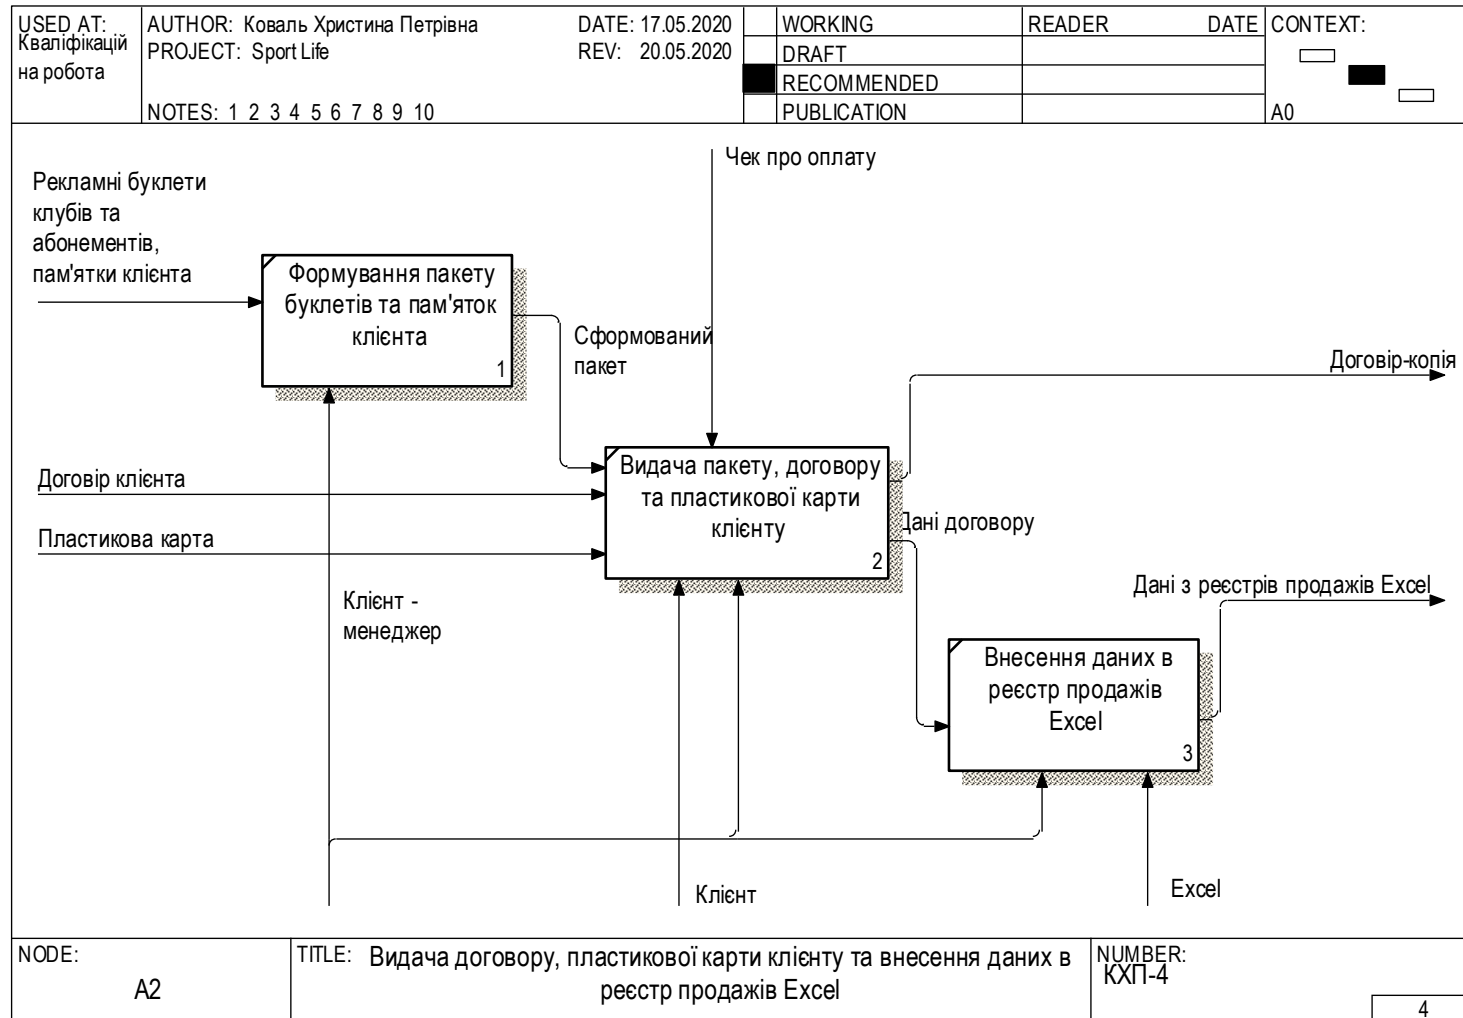 USED AT:
Кваліфікацій
на робота
AUTHOR: Коваль Христина Петрівна
DATE: 17.05.2020
PROJECT: Sport Life
REV: 20.05.2020
NOTES: 1 2 3 4 5 6 7 8 9 10
WORKING
DRAFT
RECOMMENDED
PUBLICATION
READER
DATE
CONTEXT:
A0
Чек про оплату
Рекламні буклети
клубів та
абонементів,
пам'ятки клієнта
Формування пакету
буклетів та пам'яток
клієнта
1
Сформований
пакет
Договір-копія
Договір клієнта
Видача пакету, договору
та пластикової карти
клієнту
2
Дані договору
Пластикова карта
Дані з реєстрів продажів Excel
Клієнт -
менеджер
Внесення даних в
реєстр продажів
Excel
3
Клієнт
Excel
NODE:
A2
TITLE: Видача договору, пластикової карти клієнту та внесення даних в
реєстр продажів Excel
NUMBER:
КХП-4
4